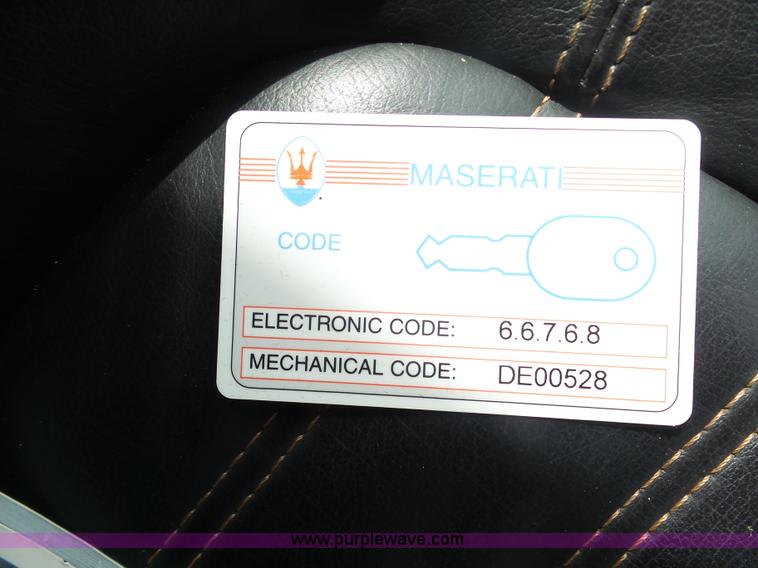 MASERATI
CODE
ELECTRONIC CODE: 6.6.7.6.8
MECHANICAL CODE: DE00528
www.purplewave.com